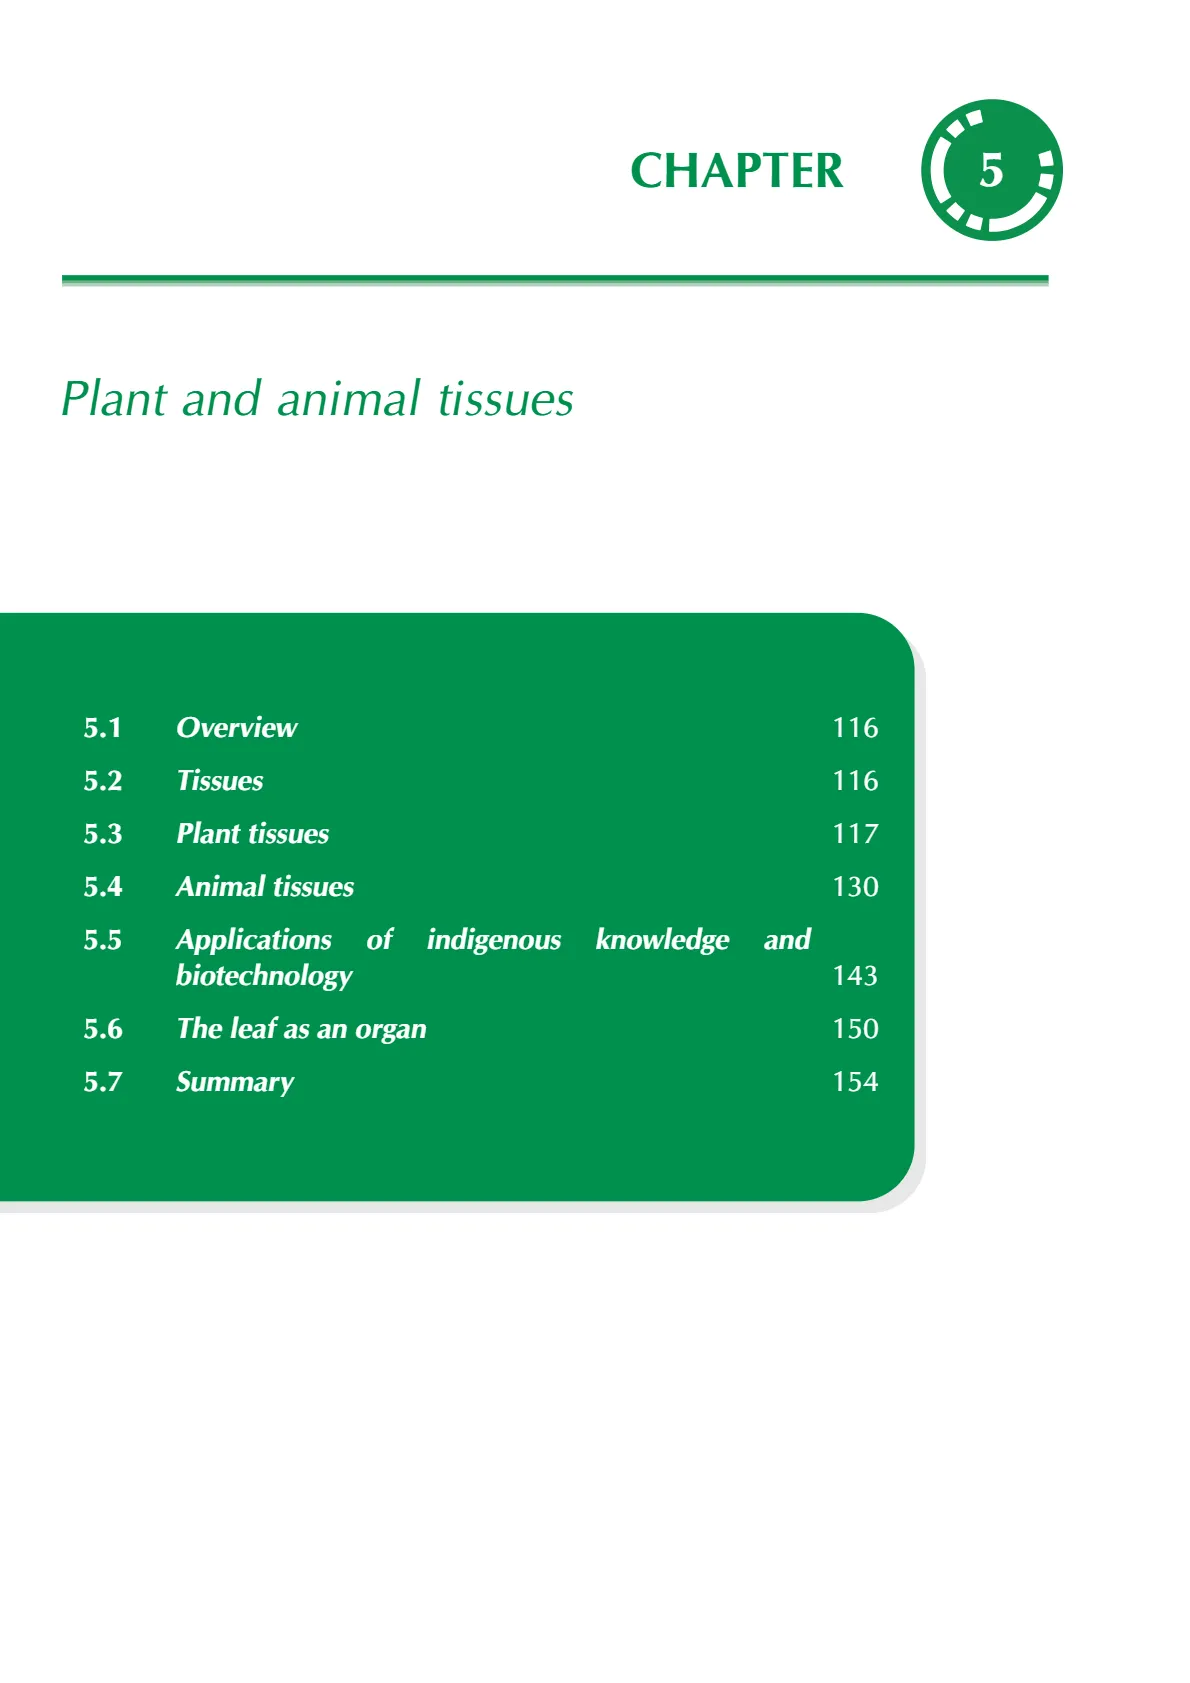 CHAPTER 5
Plant and animal tissues
5.1 Overview 116
5.2 Tissues 116
5.3 Plant tissues 117
5.4 Animal tissues 130
5.5 Applications of indigenous knowledge and
biotechnology 143
5.6 The leaf as an organ 150
5.7 Summary 154